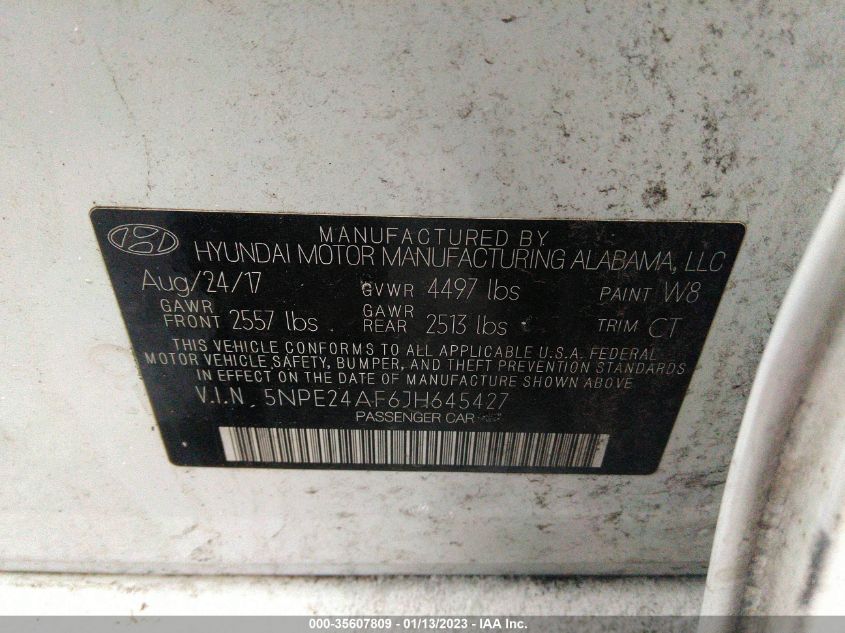 MANUFACTURED BY
HYUNDAI MOTOR MANUFACTURING ALABAMA, LLC
Aug/24/17 GVWR 4497 lbs PAINT W8
GAWR FRONT 2557 lbs GAWR REAR 2513 lbs TRIM CT
THIS VEHICLE CONFORMS TO ALL APPLICABLE U.S.A. FEDERAL
MOTOR VEHICLE SAFETY, BUMPER, AND THEFT PREVENTION STANDARDS
IN EFFECT ON THE DATE OF MANUFACTURE SHOWN ABOVE.
V.I.N 5NPE24AF6JH645427
PASSENGER CAR
000-35607809 - 01/13/2023 - IAA Inc.